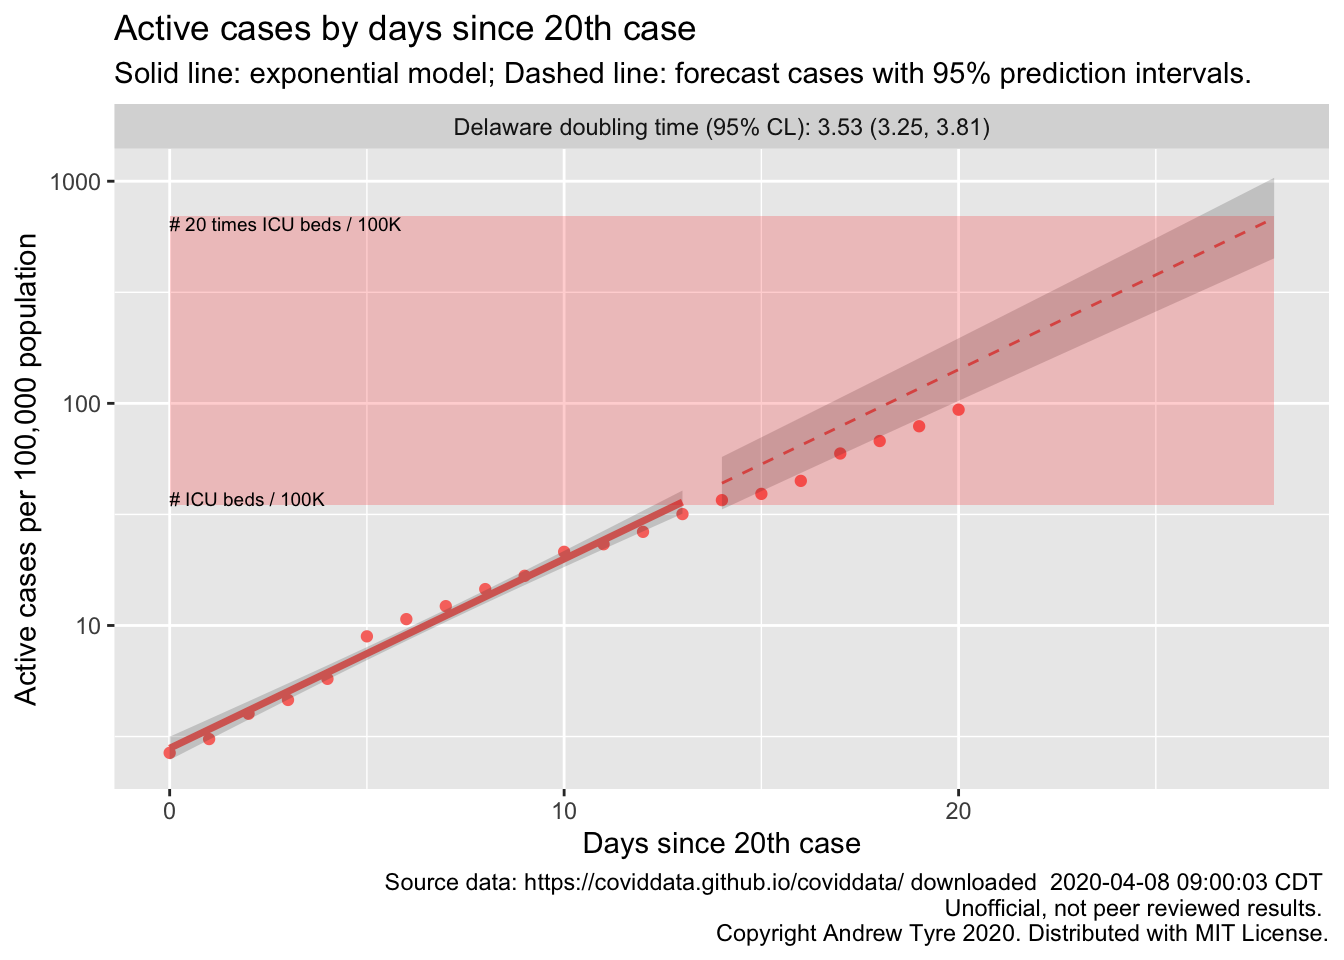 Active cases by days since 20th case
Solid line: exponential model; Dashed line: forecast cases with 95% prediction intervals.
Delaware doubling time (95% CL): 3.53 (3.25, 3.81)
Active cases per 100,000 population
1000
100
10
# 20 times ICU beds / 100K
# ICU beds / 100K
0
10
20
Days since 20th case
Source data: https://coviddata.github.io/coviddata/ downloaded  2020-04-08 09:00:03 CDT
Unofficial, not peer reviewed results.
Copyright Andrew Tyre 2020. Distributed with MIT License.